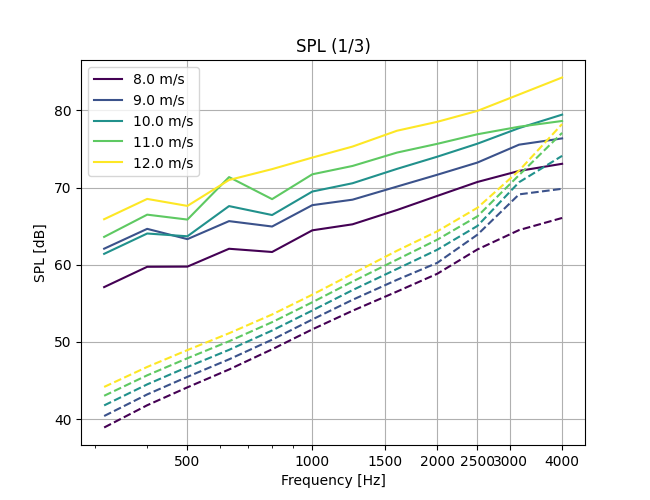 SPL (1/3)
8.0 m/s
9.0 m/s
10.0 m/s
11.0 m/s
12.0 m/s
80
70
60
50
40
SPL [dB]
500 1000 1500 2000 2500 3000 4000
Frequency [Hz]